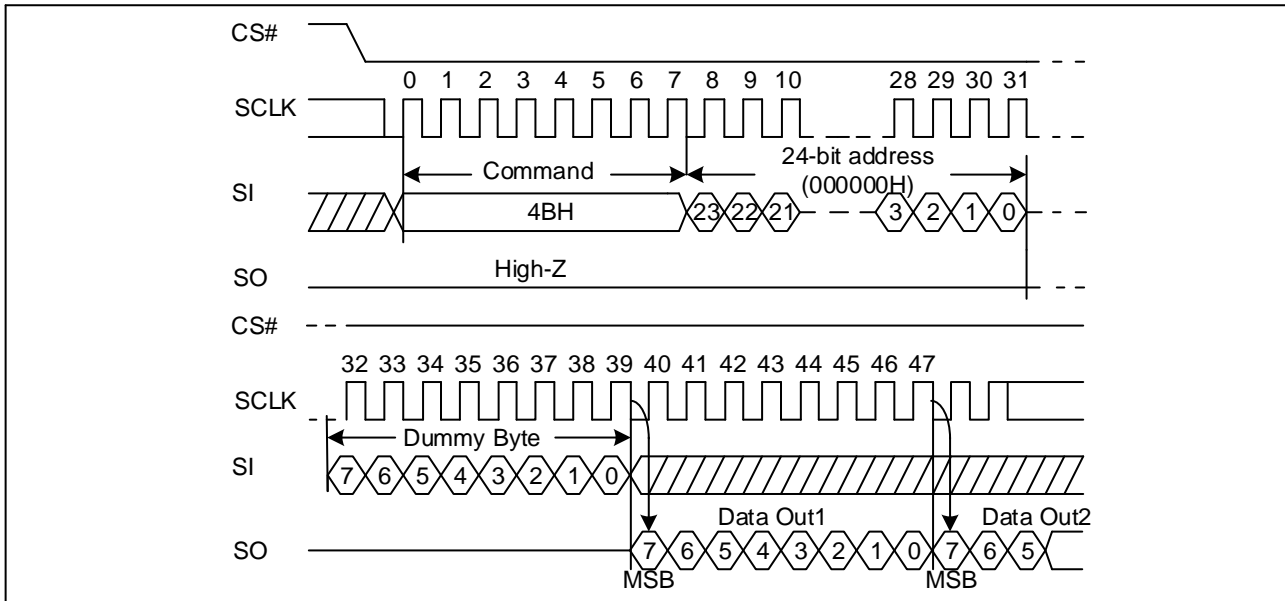 CS#
0 1 2 3 4 5 6 7 8 9 10 28 29 30 31
SCLK
Command
24-bit address
(000000H)
SI
4BH
23 22 21 3 2 1 0
SO
High-Z
CS#
32 33 34 35 36 37 38 39 40 41 42 43 44 45 46 47
SCLK
Dummy Byte
SI
7 6 5 4 3 2 1 0
Data Out1
Data Out2
SO
7 6 5 4 3 2 1 0 7 6 5
MSB
MSB